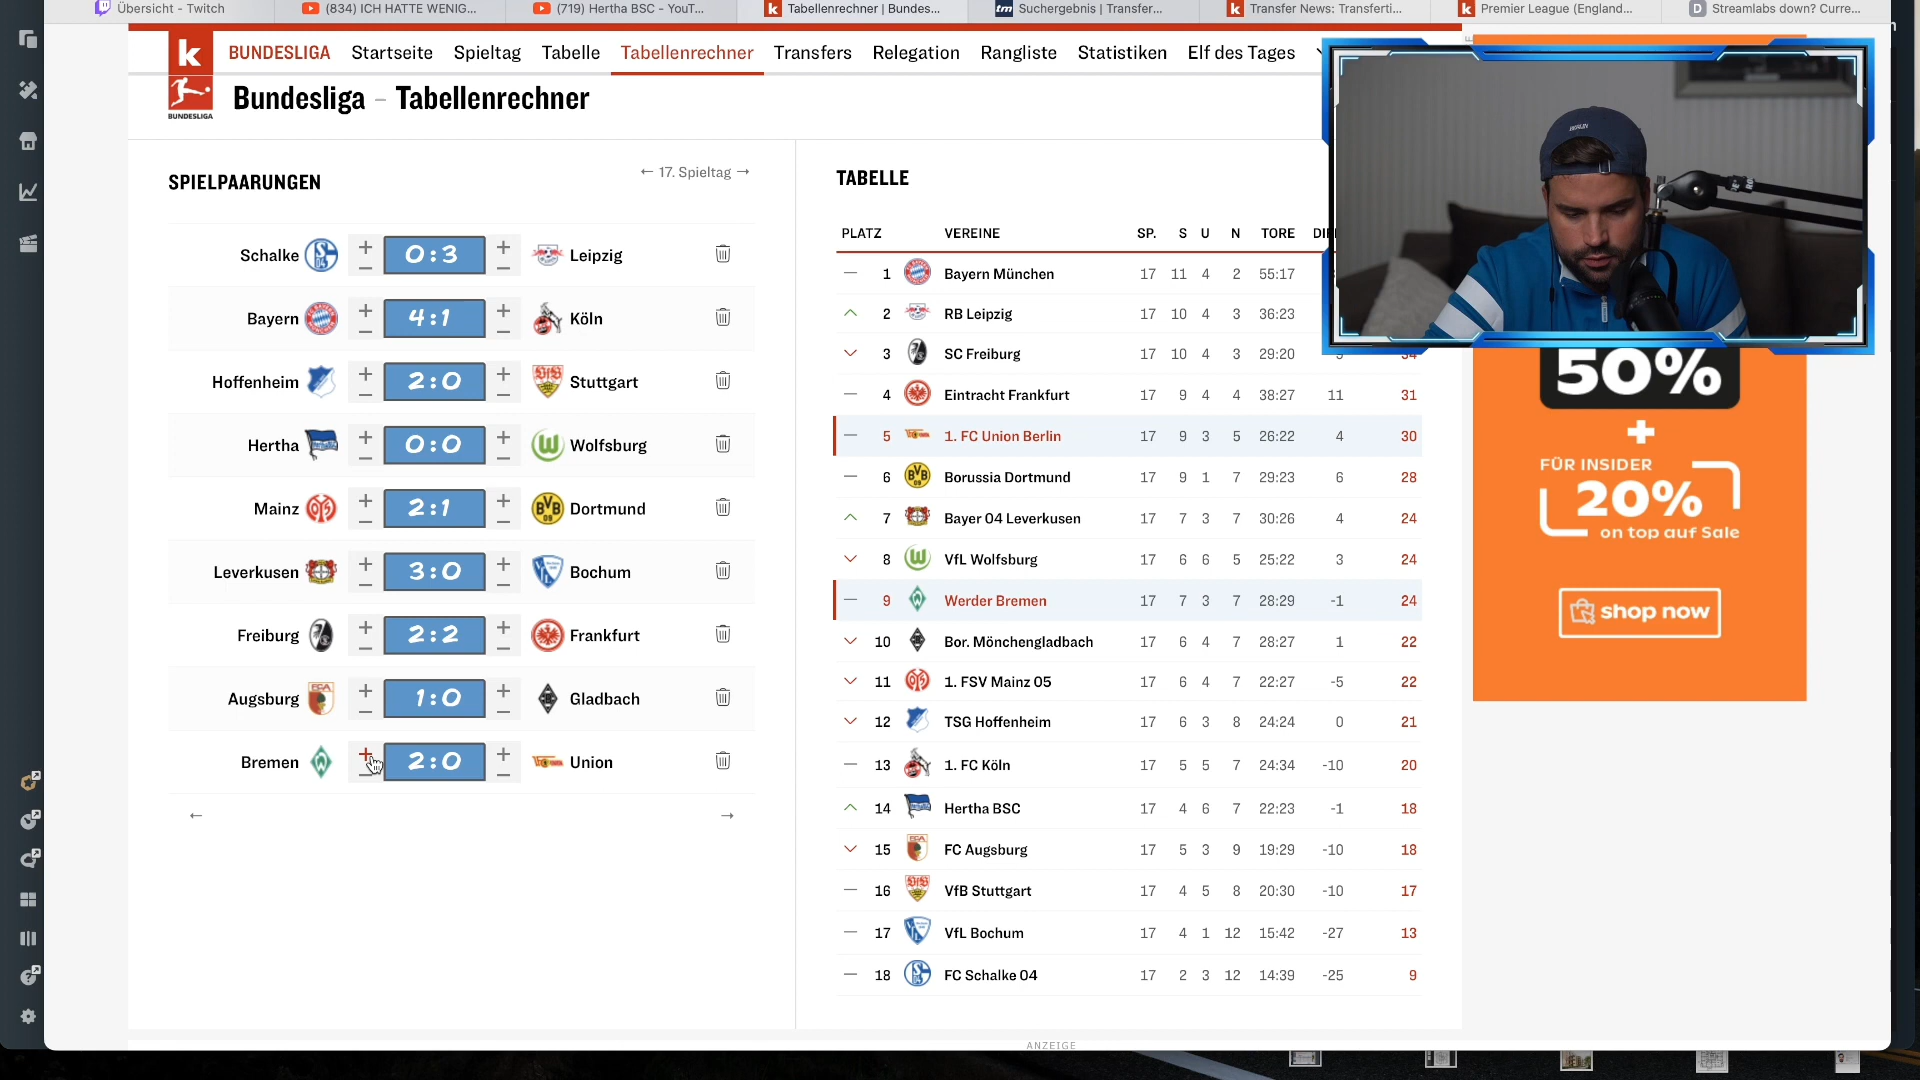 Übersicht - Twitch
(834) ICH HATTE WENIG...
(719) Hertha BSC - YouT...
Tabellenrechner | Bundes...
tm Suchergebnis | Transfer...
Transfer News: Transferti...
Premier League (England...
Streamlabs down? Curre...
k BUNDESLIGA Startseite Spieltag Tabelle Tabellenrechner Transfers Relegation Rangliste Statistiken Elf des Tages
BUNDESLIGA
Bundesliga – Tabellenrechner
SPIELPAARUNGEN
← 17. Spieltag →
Schalke + − 0:3 + − Leipzig
Bayern + − 4:1 + − Köln
Hoffenheim + − 2:0 + − Stuttgart
Hertha + − 0:0 + − Wolfsburg
Mainz + − 2:1 + − Dortmund
Leverkusen + − 3:0 + − Bochum
Freiburg + − 2:2 + − Frankfurt
Augsburg + − 1:0 + − Gladbach
Bremen + − 2:0 + − Union
← →
TABELLE
PLATZ VEREINE SP. S U N TORE
1 Bayern München 17 11 4 2 55:17
2 RB Leipzig 17 10 4 3 36:23
3 SC Freiburg 17 10 4 3 29:20
4 Eintracht Frankfurt 17 9 4 4 38:27 11 31
5 1. FC Union Berlin 17 9 3 5 26:22 4 30
6 Borussia Dortmund 17 9 1 7 29:23 6 28
7 Bayer 04 Leverkusen 17 7 3 7 30:26 4 24
8 VfL Wolfsburg 17 6 6 5 25:22 3 24
9 Werder Bremen 17 7 3 7 28:29 -1 24
10 Bor. Mönchengladbach 17 6 4 7 28:27 1 22
11 1. FSV Mainz 05 17 6 4 7 22:27 -5 22
12 TSG Hoffenheim 17 6 3 8 24:24 0 21
13 1. FC Köln 17 5 5 7 24:34 -10 20
14 Hertha BSC 17 4 6 7 22:23 -1 18
15 FC Augsburg 17 5 3 9 19:29 -10 18
16 VfB Stuttgart 17 4 5 8 20:30 -10 17
17 VfL Bochum 17 4 1 12 15:42 -27 13
18 FC Schalke 04 17 2 3 12 14:39 -25 9
BERLIN
50%
+
FÜR INSIDER
20%
on top auf Sale
shop now
ANZEIGE